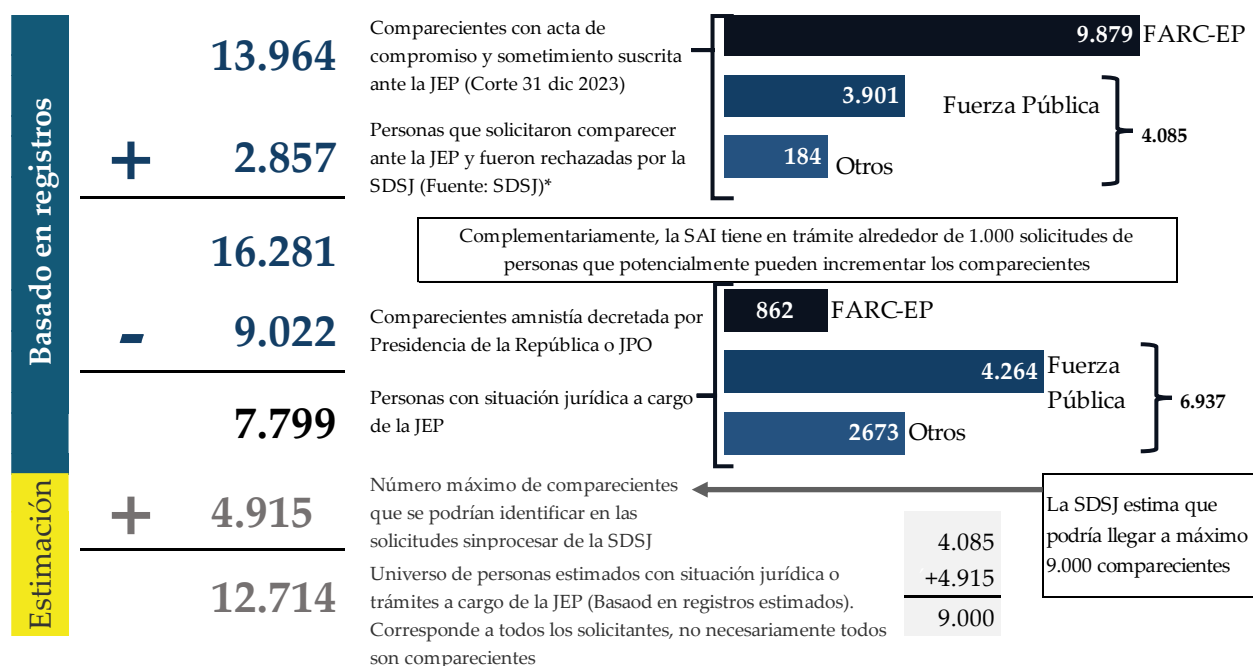 Basado en registros
13.964
Comparecientes con acta de
compromiso y sometimiento suscrita
ante la JEP (Corte 31 dic 2023)
9.879 FARC-EP
3.901 Fuerza Pública
184 Otros
4.085
+ 2.857
Personas que solicitaron comparecer
ante la JEP y fueron rechazadas por la
SDSJ (Fuente: SDSJ)*
16.281
Complementariamente, la SAI tiene en trámite alrededor de 1.000 solicitudes de
personas que potencialmente pueden incrementar los comparecientes
- 9.022
Comparecientes amnistía decretada por
Presidencia de la República o JPO
7.799
Personas con situación jurídica a cargo
de la JEP
862 FARC-EP
4.264 Fuerza
Pública
2673 Otros
6.937
Estimación
+ 4.915
Número máximo de comparecientes
que se podrían identificar en las
solicitudes sinprocesar de la SDSJ
La SDSJ estima que
podría llegar a máximo
9.000 comparecientes
12.714
Universo de personas estimados con situación jurídica o
trámites a cargo de la JEP (Basaod en registros estimados).
Corresponde a todos los solicitantes, no necesariamente todos
son comparecientes
4.085
+4.915
9.000